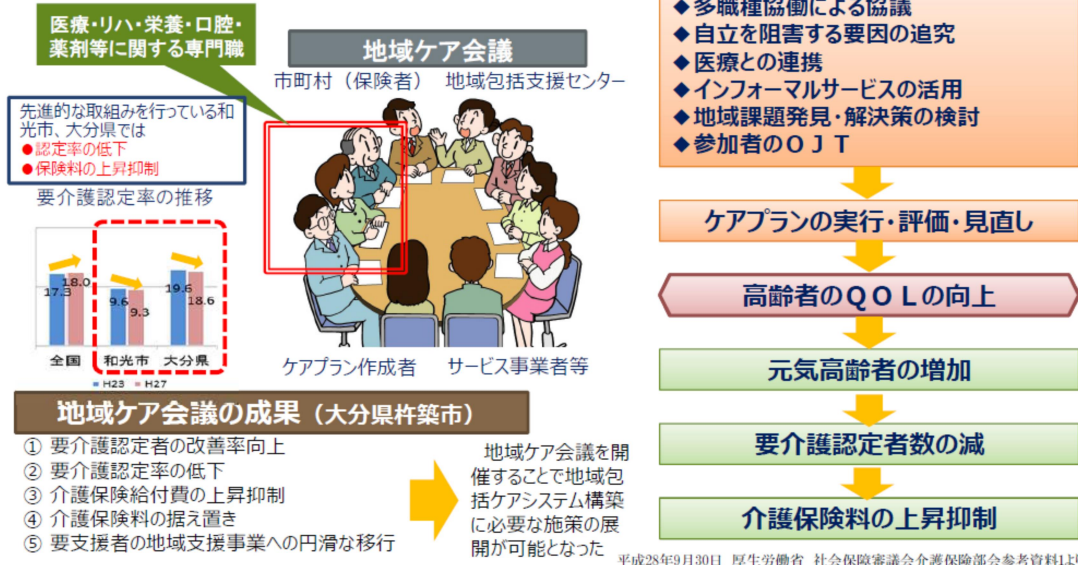 医療・リハ・栄養・口腔・
薬剤等に関する専門職
地域ケア会議
市町村（保険者） 地域包括支援センター
先進的な取組みを行っている和
光市、大分県では
●認定率の低下
●保険料の上昇抑制
要介護認定率の推移
17.3
18.0
9.6
9.3
19.6
18.6
全国 和光市 大分県
■ H23 ■ H27
ケアプラン作成者 サービス事業者等
地域ケア会議の成果（大分県杵築市）
① 要介護認定者の改善率向上
② 要介護認定率の低下
③ 介護保険給付費の上昇抑制
④ 介護保険料の据え置き
⑤ 要支援者の地域支援事業への円滑な移行
地域ケア会議を開
催することで地域包
括ケアシステム構築
に必要な施策の展
開が可能となった
◆多職種協働による協議
◆自立を阻害する要因の追究
◆医療との連携
◆インフォーマルサービスの活用
◆地域課題発見・解決策の検討
◆参加者のＯＪＴ
ケアプランの実行・評価・見直し
高齢者のＱＯＬの向上
元気高齢者の増加
要介護認定者数の減
介護保険料の上昇抑制
平成28年9月30日 厚生労働省 社会保障審議会介護保険部会参考資料1より